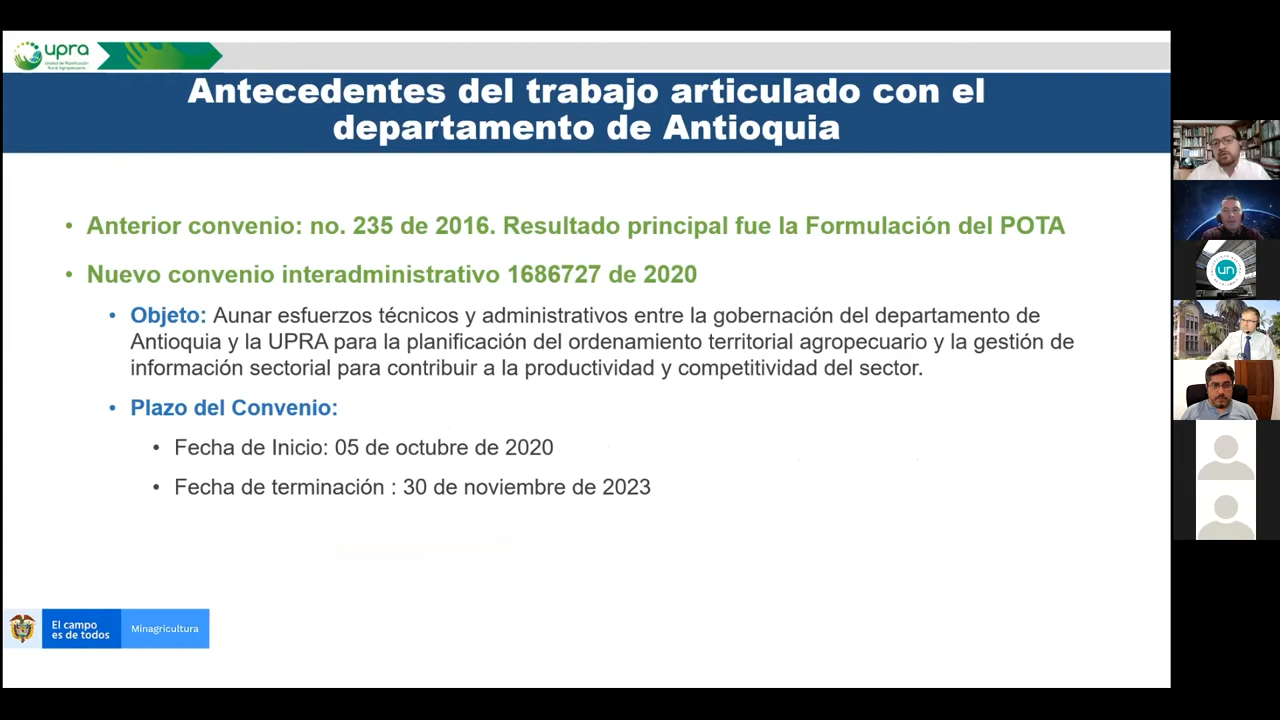 upra
Unidad de Planificación
Rural Agropecuaria
Antecedentes del trabajo articulado con el
departamento de Antioquia
• Anterior convenio: no. 235 de 2016. Resultado principal fue la Formulación del POTA
• Nuevo convenio interadministrativo 1686727 de 2020
• Objeto: Aunar esfuerzos técnicos y administrativos entre la gobernación del departamento de
Antioquia y la UPRA para la planificación del ordenamiento territorial agropecuario y la gestión de
información sectorial para contribuir a la productividad y competitividad del sector.
• Plazo del Convenio:
• Fecha de Inicio: 05 de octubre de 2020
• Fecha de terminación : 30 de noviembre de 2023
El campo
es de todos
Minagricultura
un